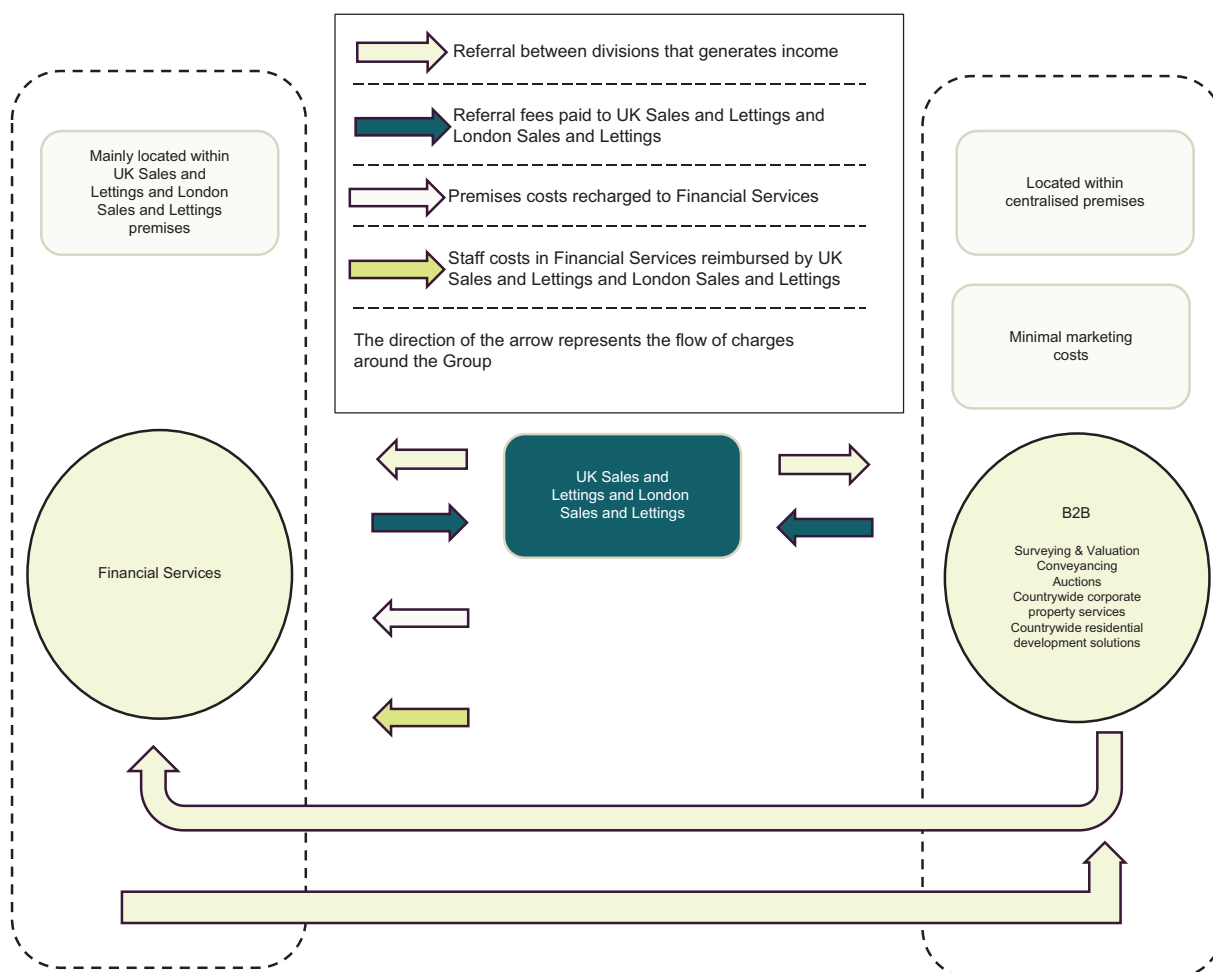 Referral between divisions that generates income
Referral fees paid to UK Sales and Lettings and
London Sales and Lettings
Premises costs recharged to Financial Services
Staff costs in Financial Services reimbursed by UK
Sales and Lettings and London Sales and Lettings
The direction of the arrow represents the flow of charges
around the Group
Mainly located within
UK Sales and
Lettings and London
Sales and Lettings
premises
Located within
centralised premises
Minimal marketing
costs
Financial Services
UK Sales and
Lettings and London
Sales and Lettings
B2B
Surveying & Valuation
Conveyancing
Auctions
Countrywide corporate
property services
Countrywide residential
development solutions